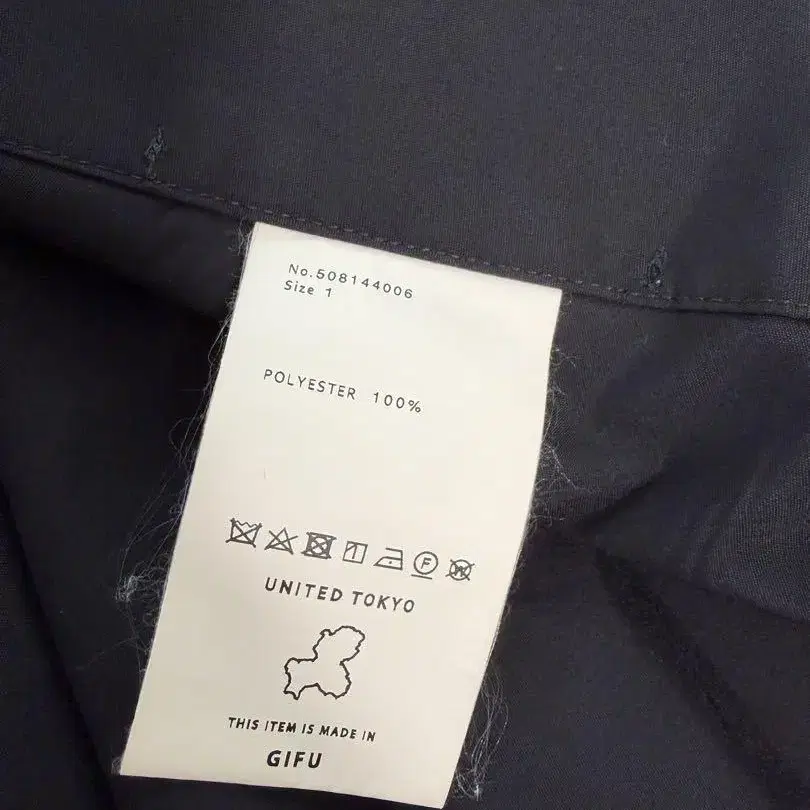 No.508144006
Size 1
POLYESTER 100%
F W
UNITED TOKYO
THIS ITEM IS MADE IN
GIFU